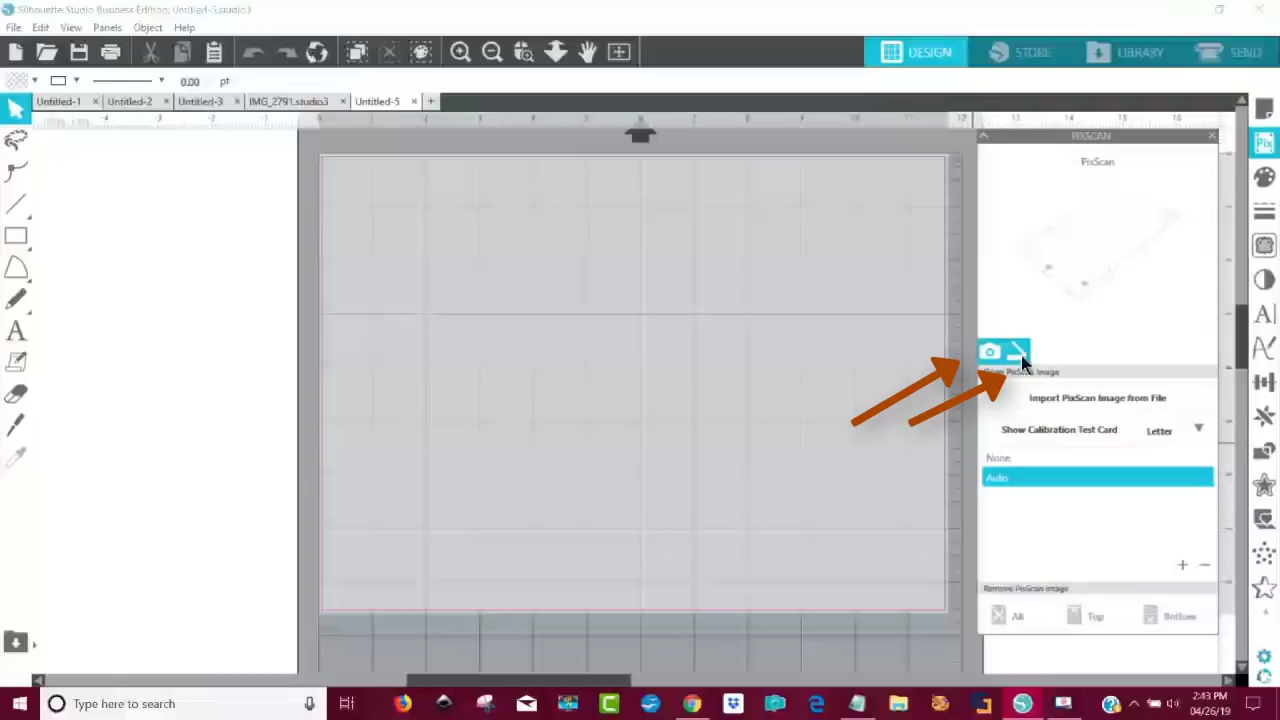 Silhouette Studio Business Edition: Untitled-5.studio3
File Edit View Panels Object Help
DESIGN STORE LIBRARY SEND
0.00 pt
Untitled-1 × Untitled-2 × Untitled-3 × IMG_2791.studio3 × Untitled-5 × +
PIXSCAN
PixScan
Pix
PixScan Image
Import PixScan Image from File
Show Calibration Test Card Letter
None
Auto
Remove PixScan Image
All Top Bottom
Type here to search
2:43 PM
04/26/19